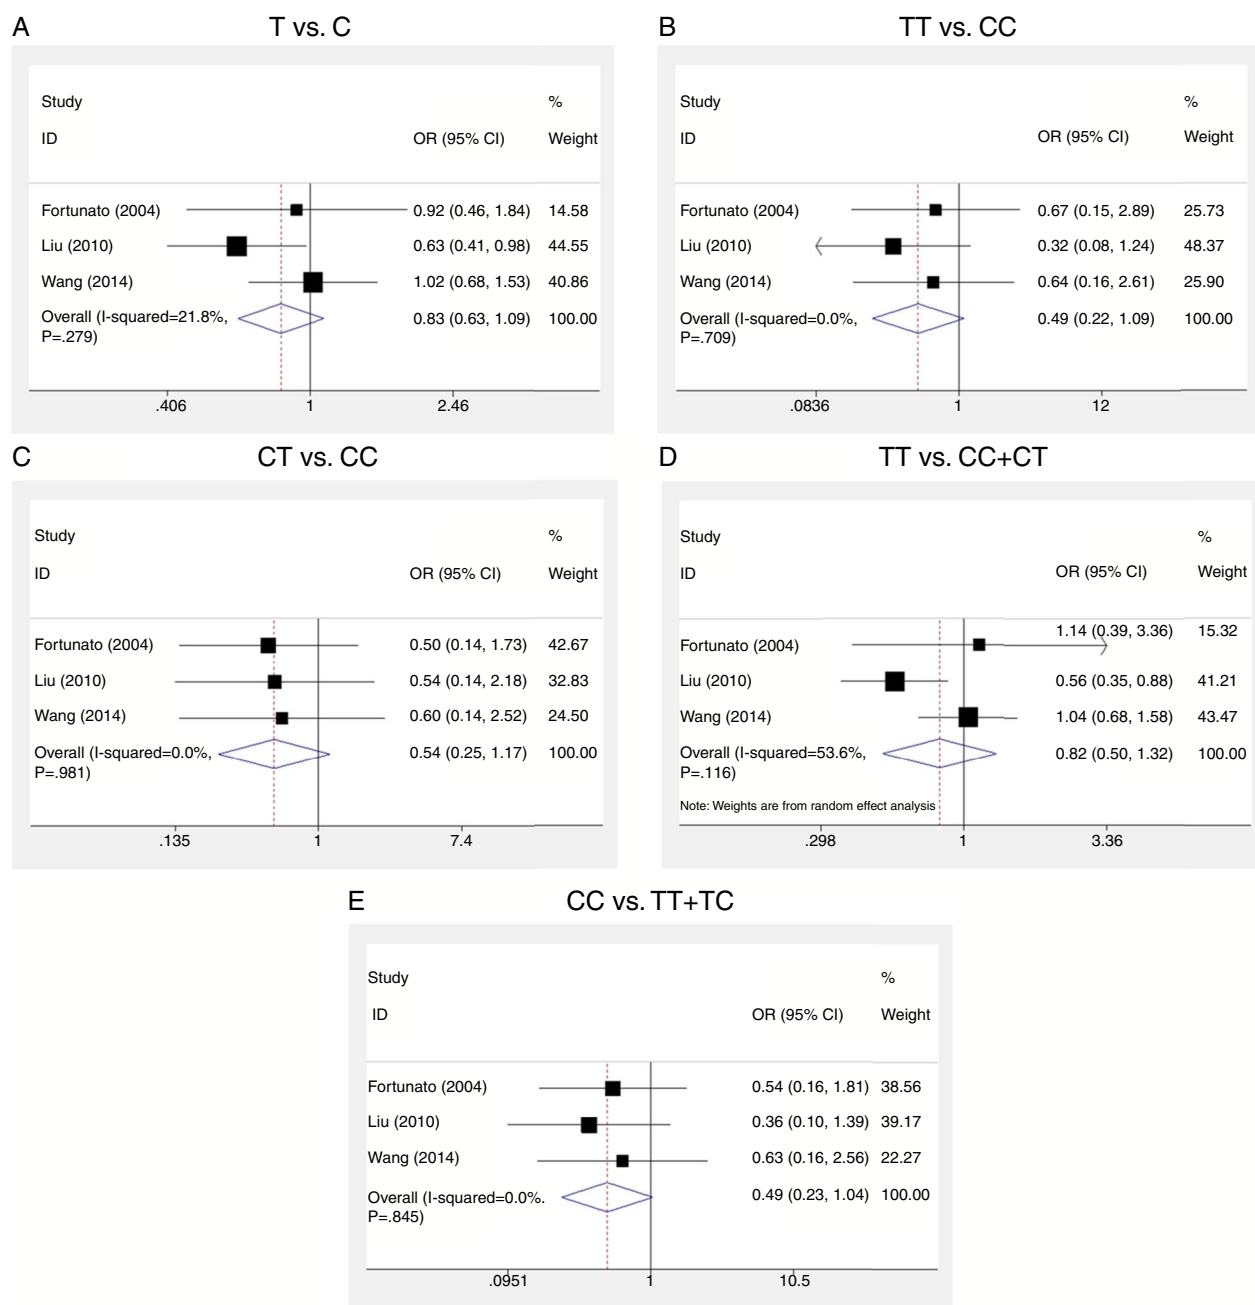 A
T vs. C
Study
%
ID
OR (95% CI)
Weight
Fortunato (2004)
0.92 (0.46, 1.84)
14.58
Liu (2010)
0.63 (0.41, 0.98)
44.55
Wang (2014)
1.02 (0.68, 1.53)
40.86
Overall (I-squared=21.8%,
P=.279)
0.83 (0.63, 1.09)
100.00
.406
1
2.46
B
TT vs. CC
Study
%
ID
OR (95% CI)
Weight
Fortunato (2004)
0.67 (0.15, 2.89)
25.73
Liu (2010)
0.32 (0.08, 1.24)
48.37
Wang (2014)
0.64 (0.16, 2.61)
25.90
Overall (I-squared=0.0%,
P=.709)
0.49 (0.22, 1.09)
100.00
.0836
1
12
C
CT vs. CC
Study
%
ID
OR (95% CI)
Weight
Fortunato (2004)
0.50 (0.14, 1.73)
42.67
Liu (2010)
0.54 (0.14, 2.18)
32.83
Wang (2014)
0.60 (0.14, 2.52)
24.50
Overall (I-squared=0.0%,
P=.981)
0.54 (0.25, 1.17)
100.00
.135
1
7.4
D
TT vs. CC+CT
Study
%
ID
OR (95% CI)
Weight
Fortunato (2004)
1.14 (0.39, 3.36)
15.32
Liu (2010)
0.56 (0.35, 0.88)
41.21
Wang (2014)
1.04 (0.68, 1.58)
43.47
Overall (I-squared=53.6%,
P=.116)
0.82 (0.50, 1.32)
100.00
Note: Weights are from random effect analysis
.298
1
3.36
E
CC vs. TT+TC
Study
%
ID
OR (95% CI)
Weight
Fortunato (2004)
0.54 (0.16, 1.81)
38.56
Liu (2010)
0.36 (0.10, 1.39)
39.17
Wang (2014)
0.63 (0.16, 2.56)
22.27
Overall (I-squared=0.0%.
P=.845)
0.49 (0.23, 1.04)
100.00
.0951
1
10.5